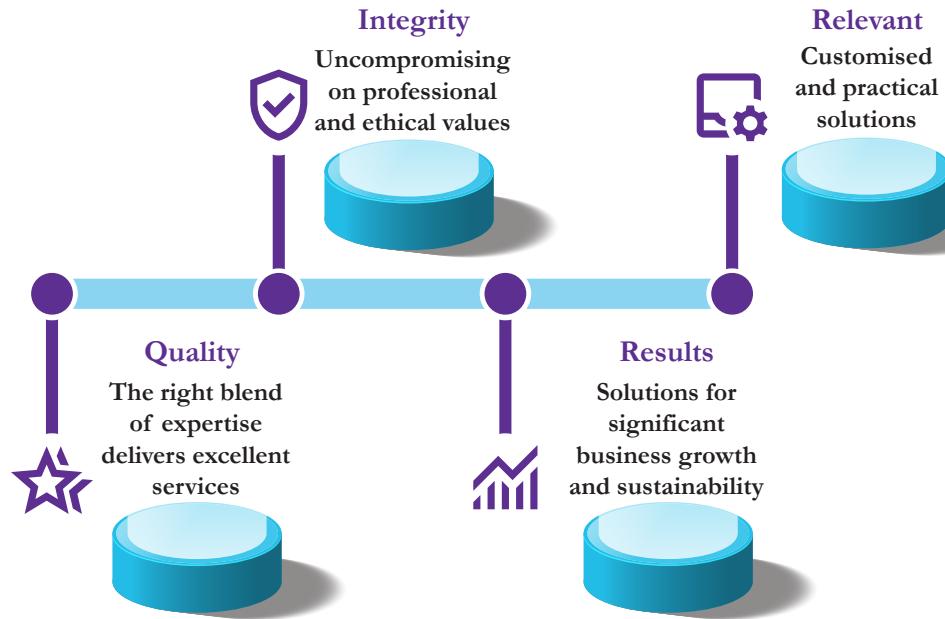 Integrity
Uncompromising
on professional
and ethical values
Relevant
Customised
and practical
solutions
Quality
The right blend
of expertise
delivers excellent
services
Results
Solutions for
significant
business growth
and sustainability